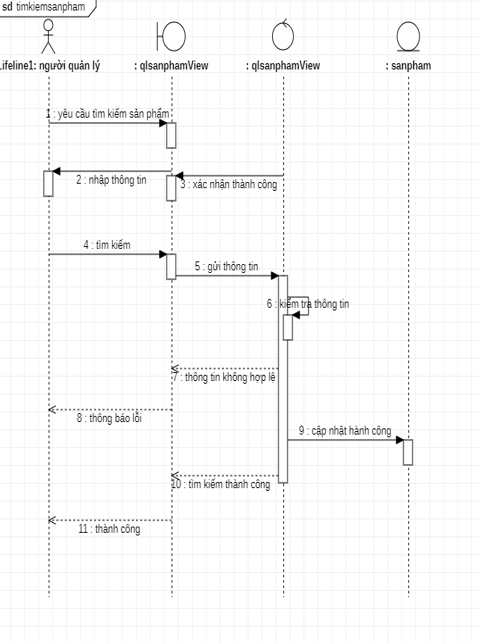 sd timkiemsanpham
Lifeline1: người quản lý
: qlsanphamView
: qlsanphamView
: sanpham
1 : yêu cầu tìm kiếm sản phẩm
2 : nhập thông tin
3 : xác nhận thành công
4 : tìm kiếm
5 : gửi thông tin
6 : kiểm tra thông tin
7 : thông tin không hợp lệ
8 : thông báo lỗi
9 : cập nhật hành công
10 : tìm kiếm thành công
11 : thành công